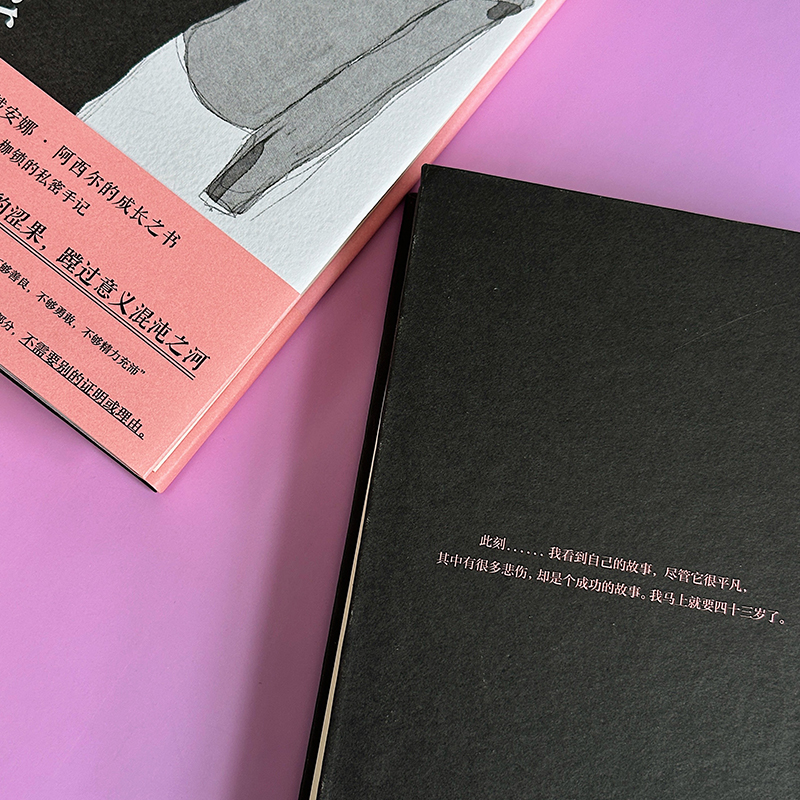 er
安娜·阿西尔的成长之书
枷锁的私密手记
的涩果，蹚过意义混沌之河
够善良，不够勇敢，不够精力充沛”
部分，不需要别的证明或理由。
此刻......我看到自己的故事，尽管它很平凡，
其中有很多悲伤，却是个成功的故事。我马上就要四十三岁了。